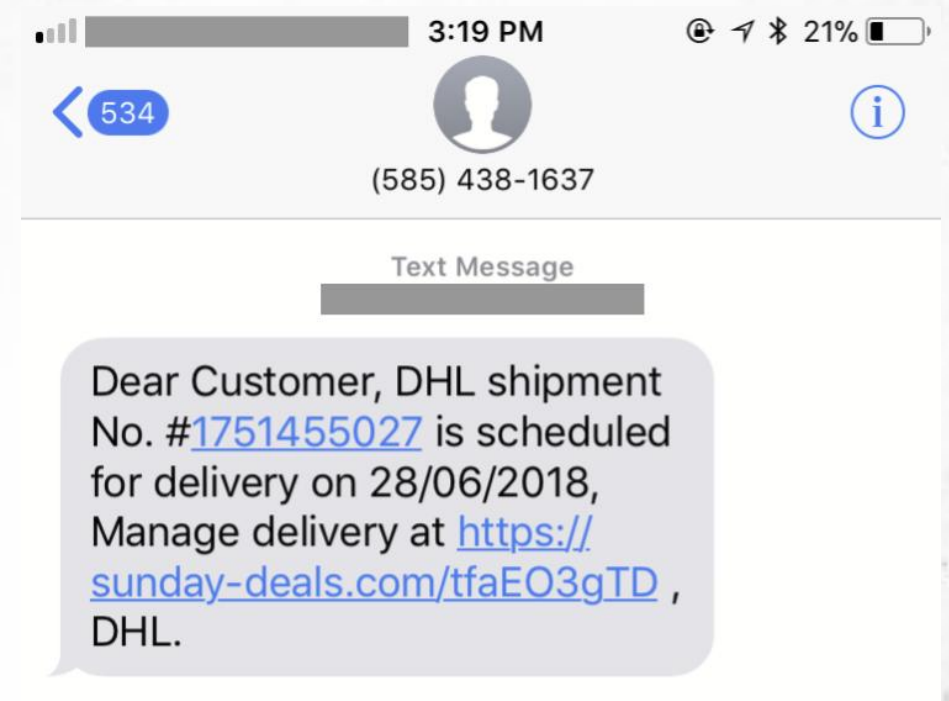 3:19 PM 21%
534
i
(585) 438-1637
Text Message
Dear Customer, DHL shipment
No. #1751455027 is scheduled
for delivery on 28/06/2018,
Manage delivery at https://
sunday-deals.com/tfaEO3gTD ,
DHL.